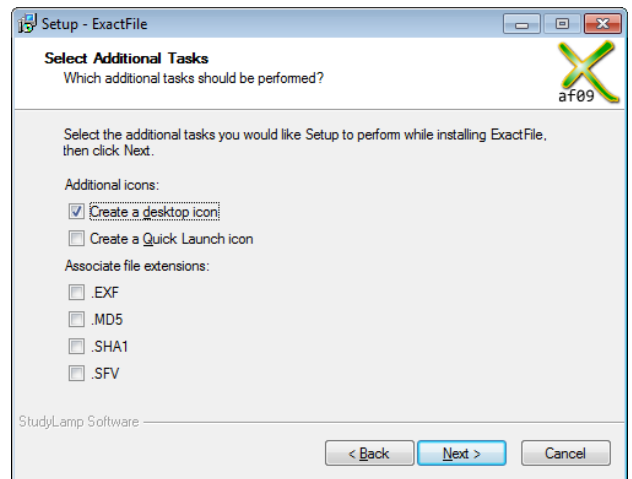 Setup - ExactFile
Select Additional Tasks
Which additional tasks should be performed?
af09
Select the additional tasks you would like Setup to perform while installing ExactFile,
then click Next.
Additional icons:
Create a desktop icon
Create a Quick Launch icon
Associate file extensions:
.EXF
.MD5
.SHA1
.SFV
StudyLamp Software
< Back Next > Cancel